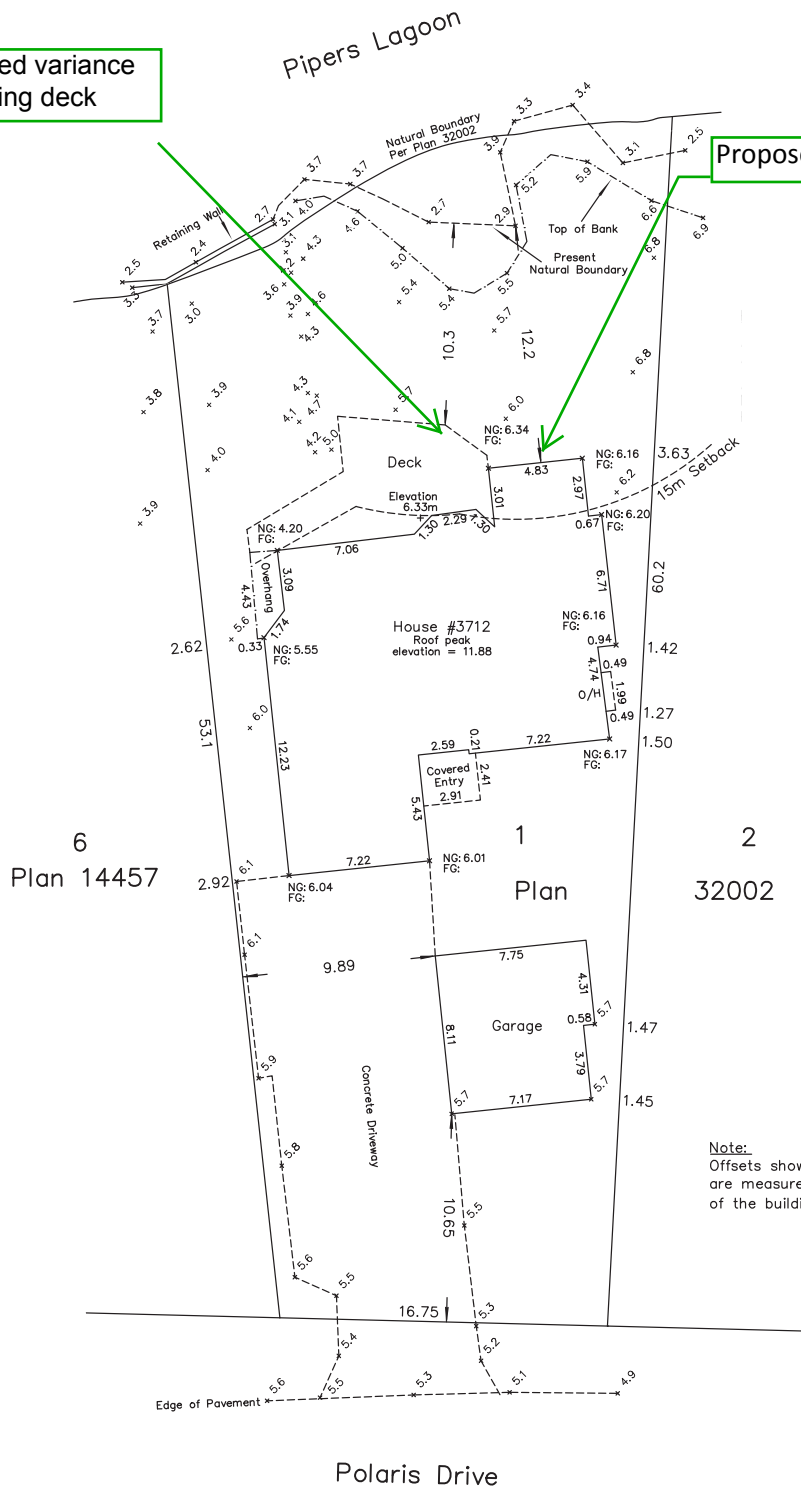 Pipers Lagoon
ed variance
ing deck
Natural Boundary
Per Plan 32002
3.3
3.4
3.9
3.1
2.5
Propose
3.7
3.7
2.7
3.1
4.0
4.6
2.7
2.9
5.2
5.9
6.6
6.9
6.8
Top of Bank
Retaining Wall
2.4
2.5
3.3
Present
Natural Boundary
3.1
4.3
3.6
3.9
4.3
5.0
5.4
5.4
5.5
5.7
3.7
3.0
10.3
12.2
6.8
3.8
3.9
4.3
4.7
4.1
4.2
5.0
5.7
6.0
4.0
3.9
NG: 6.34
FG:
4.83
NG: 6.16
FG:
3.63
15m Setback
6.2
Deck
3.01
2.97
Elevation
6.33m
1.30
2.29
1.30
0.67
NG: 6.20
FG:
NG: 4.20
FG:
7.06
3.09
Overhang
4.43
1.74
5.6
0.33
NG: 5.55
FG:
2.62
6.71
60.2
House #3712
Roof peak
elevation = 11.88
NG: 6.16
FG:
0.94
1.42
4.74
0.49
1.99
O/H
0.49
1.27
1.50
NG: 6.17
FG:
6.0
53.1
12.23
2.59
0.21
7.22
Covered
Entry
2.41
2.91
5.43
6
Plan 14457
1
Plan
2
32002
7.22
NG: 6.01
FG:
NG: 6.04
FG:
6.1
2.92
6.1
9.89
7.75
4.31
Garage
0.58
5.7
1.47
8.11
3.79
5.7
7.17
5.7
1.45
5.9
Concrete Driveway
5.8
Note:
Offsets show
are measure
of the buildi
10.65
5.5
5.6
5.5
16.75
5.3
5.4
5.2
Edge of Pavement
5.6
5.5
5.3
5.1
4.9
Polaris Drive